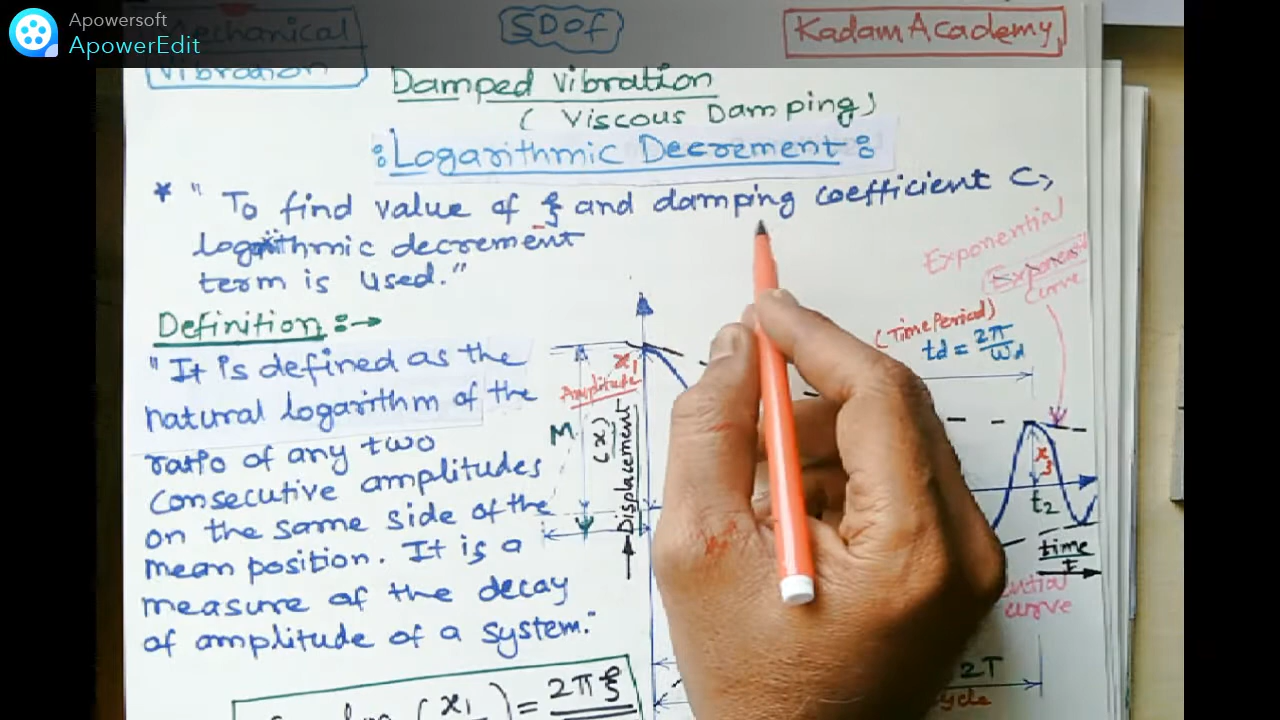 Apowersoft
ApowerEdit
Mechanical
Vibration
SDOF
Kadam Academy
Damped Vibration
(Viscous Damping)
:Logarithmic Decrement:
* "To find value of ξ and damping coefficient C,
logarithmic decrement
term is used."
Definition:→
"It is defined as the
natural logarithm of the
ratio of any two
consecutive amplitudes
on the same side of the
mean position. It is a
measure of the decay
of amplitude of a system."
Exponential
Exponential
curve
(Time Period)
td = 2π/ωd
x1
Amplitude
M
(x)
Displacement
x3
t2
time
curve
2T
(x1
= 2πξ